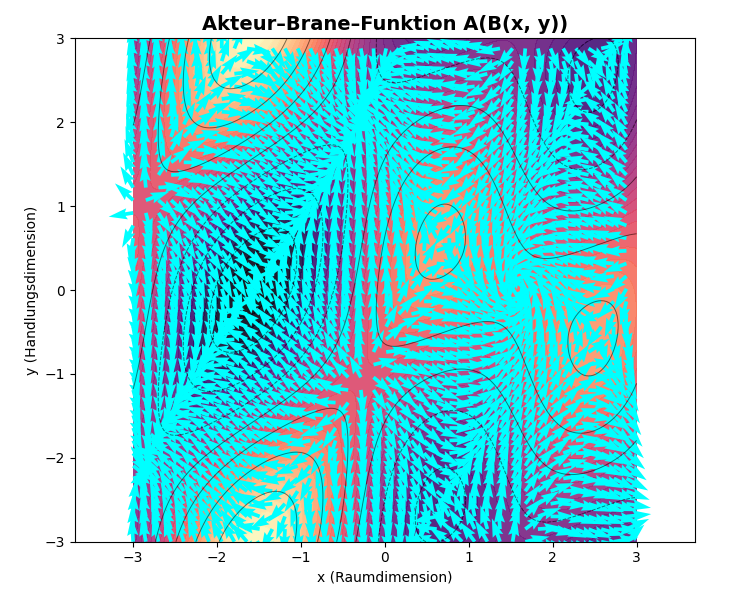 Akteur–Brane–Funktion A(B(x, y))
3
2
1
0
−1
−2
−3
y (Handlungsdimension)
−3 −2 −1 0 1 2 3
x (Raumdimension)